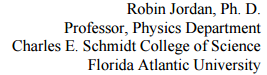 Robin Jordan, Ph. D.
Professor, Physics Department
Charles E. Schmidt College of Science
Florida Atlantic University